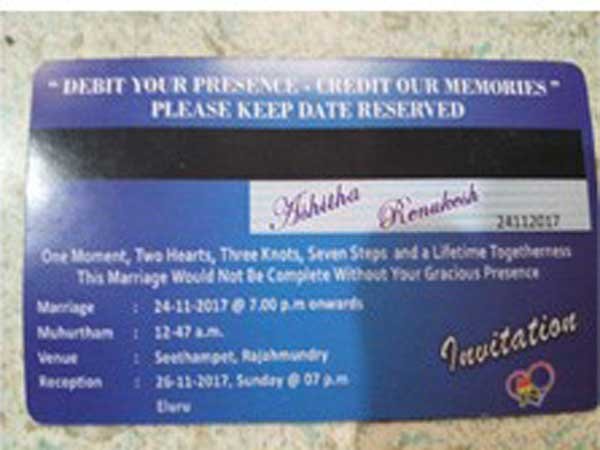 " DEBIT YOUR PRESENCE - CREDIT OUR MEMORIES "
PLEASE KEEP DATE RESERVED
Ashitha
Renukesh
24112017
One Moment, Two Hearts, Three Knots, Seven Steps and a Lifetime Togetherness
This Marriage Would Not Be Complete Without Your Gracious Presence
Marriage : 24-11-2017 @ 7.00 p.m onwards
Muhurtham : 12-47 a.m.
Venue : Seethampet, Rajahmundry
Reception : 26-11-2017, Sunday @ 07 p.m
Eluru
Invitation